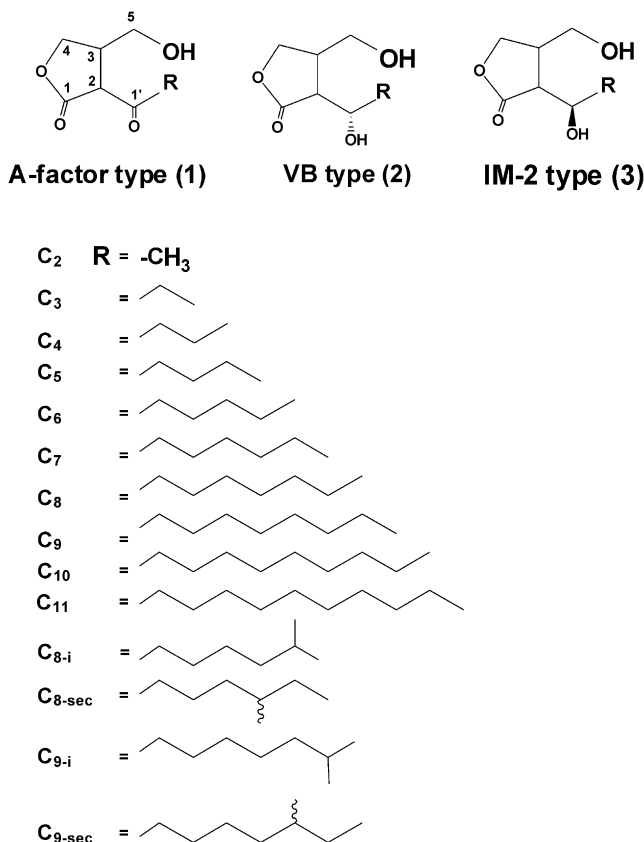 5
4
3
OH
O
R
1
2
1'
O
O
OH
O
R
O
OH
OH
O
R
O
OH
A-factor type (1)
VB type (2)
IM-2 type (3)
C2 R = -CH3
C3 =
C4 =
C5 =
C6 =
C7 =
C8 =
C9 =
C10 =
C11 =
C8-i =
C8-sec =
C9-i =
C9-sec =